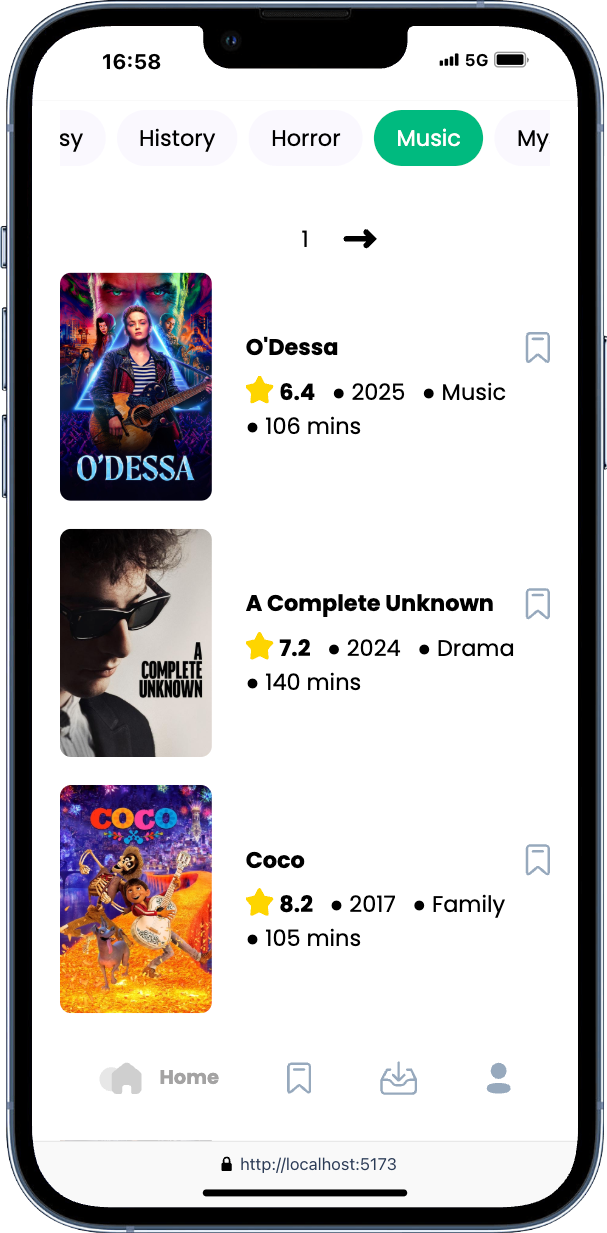 16:58 5G
sy History Horror Music My
1
O'Dessa
6.4 ● 2025 ● Music
● 106 mins
O'DESSA
A Complete Unknown
7.2 ● 2024 ● Drama
● 140 mins
A
COMPLETE
UNKNOWN
COCO
Coco
8.2 ● 2017 ● Family
● 105 mins
Home
http://localhost:5173